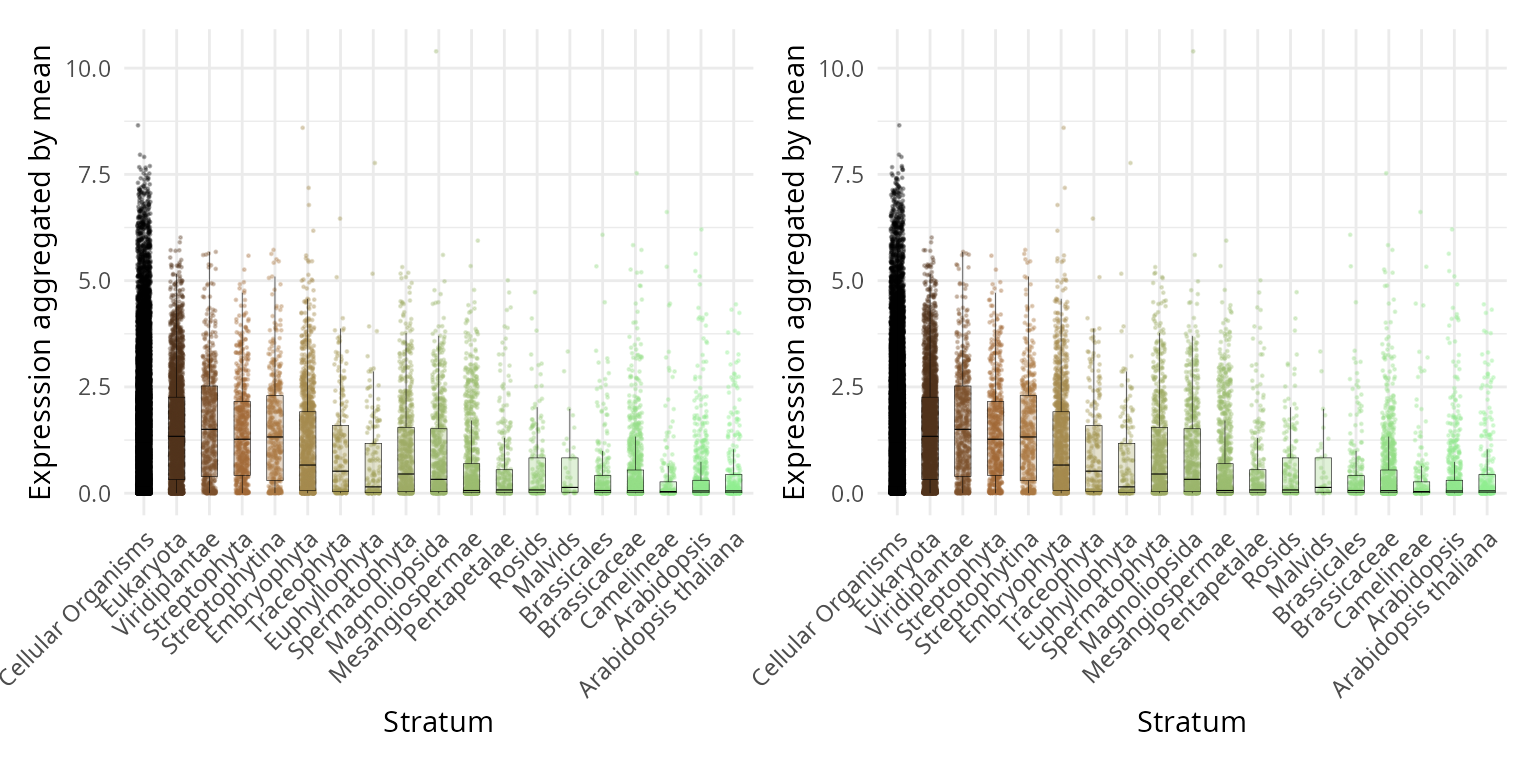 Expresssion aggregated by mean
10.0
7.5
5.0
2.5
0.0
Cellular Organisms
Eukaryota
Viridiplantae
Streptophyta
Streptophytina
Embryophyta
Traceophyta
Euphyllophyta
Spermatophyta
Magnoliopsida
Mesangiospermae
Pentapetalae
Rosids
Malvids
Brassicales
Brassicaceae
Camelineae
Arabidopsis
Arabidopsis thaliana
Stratum
Expresssion aggregated by mean
10.0
7.5
5.0
2.5
0.0
Cellular Organisms
Eukaryota
Viridiplantae
Streptophyta
Streptophytina
Embryophyta
Traceophyta
Euphyllophyta
Spermatophyta
Magnoliopsida
Mesangiospermae
Pentapetalae
Rosids
Malvids
Brassicales
Brassicaceae
Camelineae
Arabidopsis
Arabidopsis thaliana
Stratum